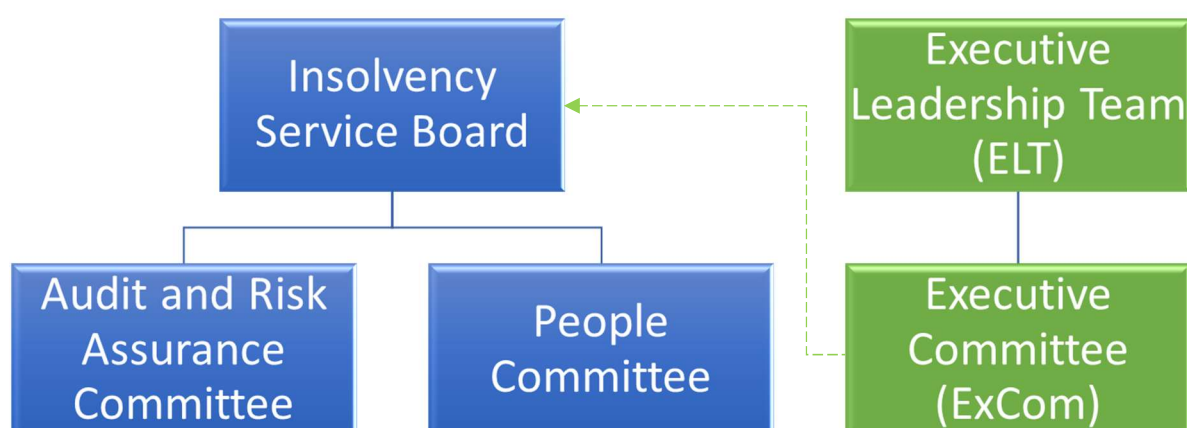 Insolvency
Service Board
Executive
Leadership Team
(ELT)
Audit and Risk
Assurance
Committee
People
Committee
Executive
Committee
(ExCom)